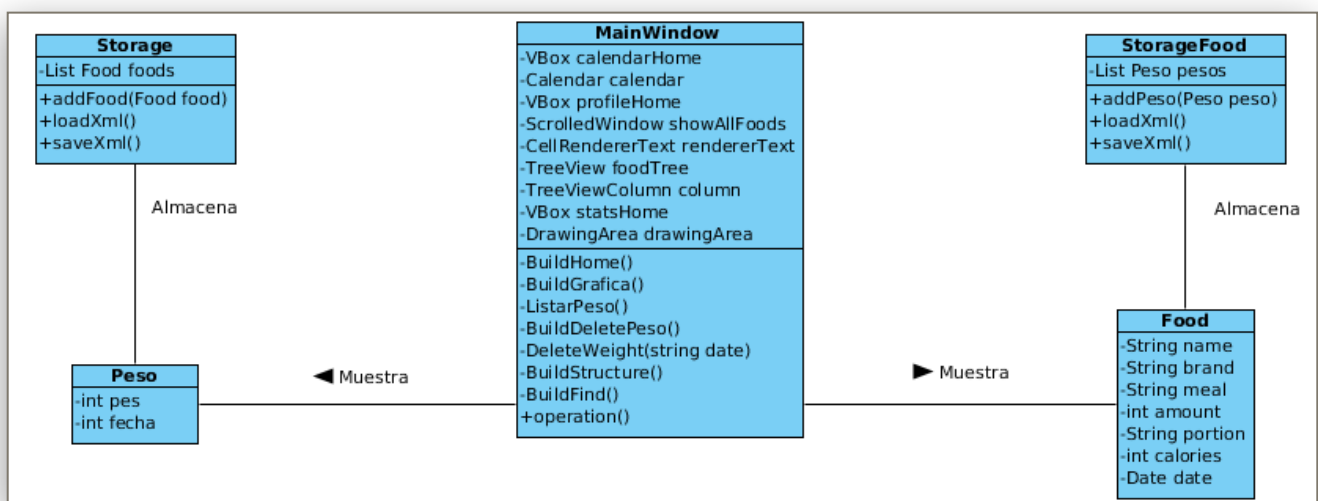 Storage
-List Food foods
+addFood(Food food)
+loadXml()
+saveXml()
Almacena
Peso
-int pes
-int fecha
◄ Muestra
MainWindow
-VBox calendarHome
-Calendar calendar
-VBox profileHome
-ScrolledWindow showAllFoods
-CellRendererText rendererText
-TreeView foodTree
-TreeViewColumn column
-VBox statsHome
-DrawingArea drawingArea
-BuildHome()
-BuildGrafica()
-ListarPeso()
-BuildDeletePeso()
-DeleteWeight(string date)
-BuildStructure()
-BuildFind()
+operation()
► Muestra
StorageFood
-List Peso pesos
+addPeso(Peso peso)
+loadXml()
+saveXml()
Almacena
Food
-String name
-String brand
-String meal
-int amount
-String portion
-int calories
-Date date